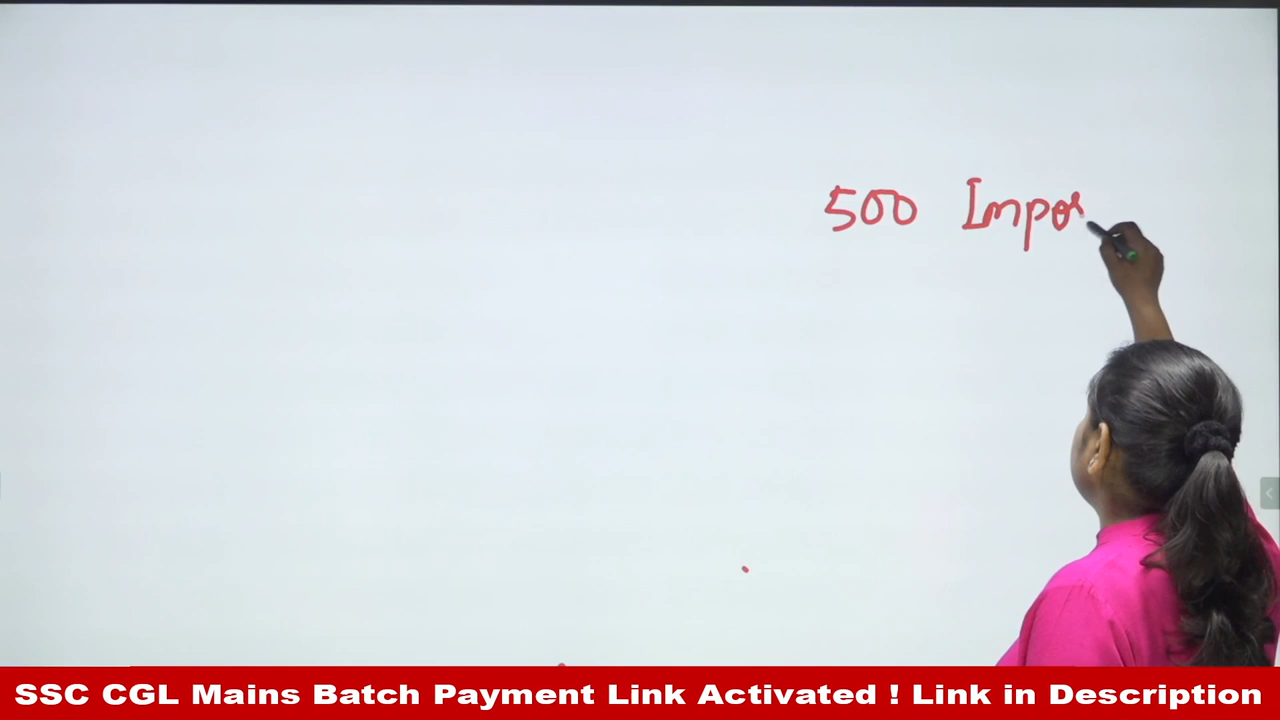 500 Impor
SSC CGL Mains Batch Payment Link Activated ! Link in Description